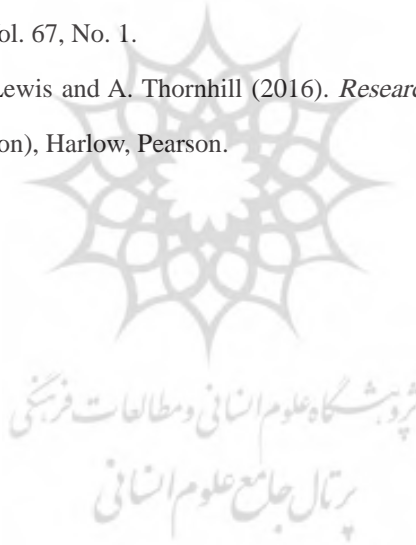 ol. 67, No. 1.
Lewis and A. Thornhill (2016). Researc
on), Harlow, Pearson.
پژوهشگاه علوم انسانی و مطالعات فرهنگی
پرتال جامع علوم انسانی